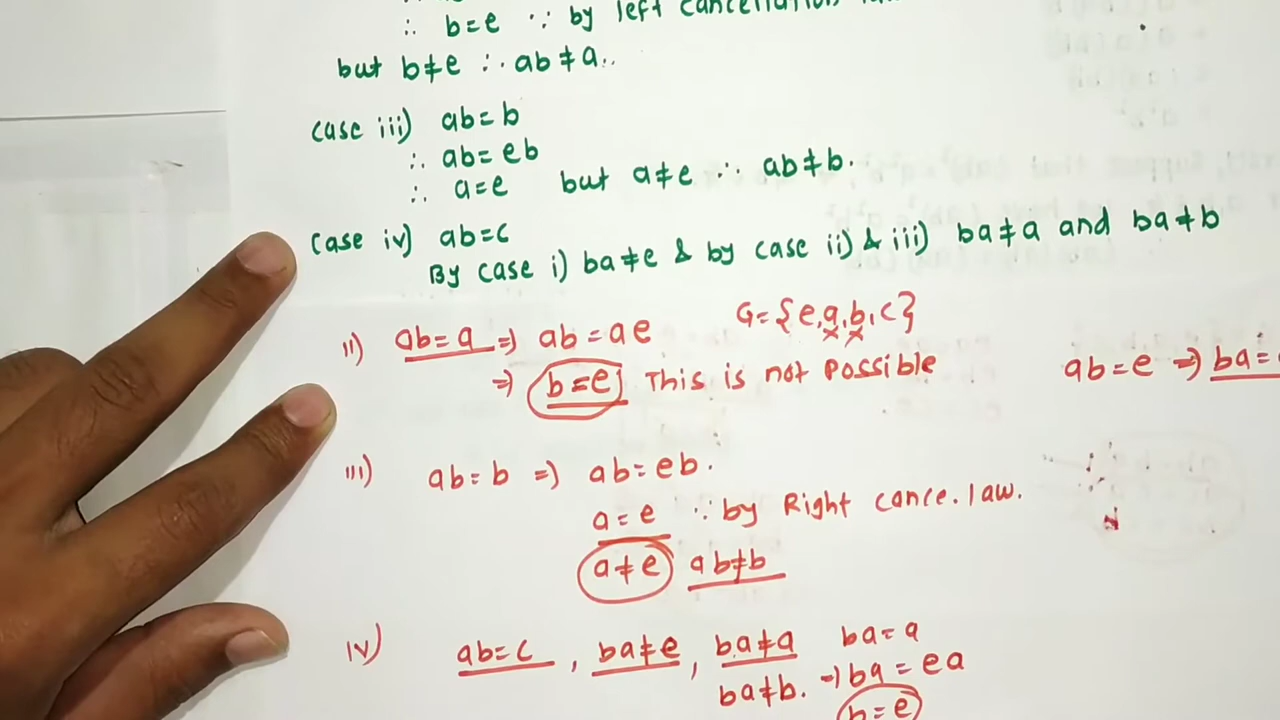 ∴ b=e ∵ by left cancellation
but b≠e ∴ ab≠a.
case iii) ab=b
∴ ab=eb
∴ a=e but a≠e ∴ ab≠b.
case iv) ab=c
By case i) ba≠e & by case ii) & iii) ba≠a and ba≠b
ii) ab=a ⇒ ab=ae G={e,a,b,c}
⇒ b=e This is not possible
ab=e ⇒ ba=
iii) ab=b ⇒ ab=eb.
a=e ∵ by Right cance. law.
a≠e ab≠b
iv) ab=c, ba≠e, ba≠a ba=a
ba≠b. ⇒ ba=ea
b=e